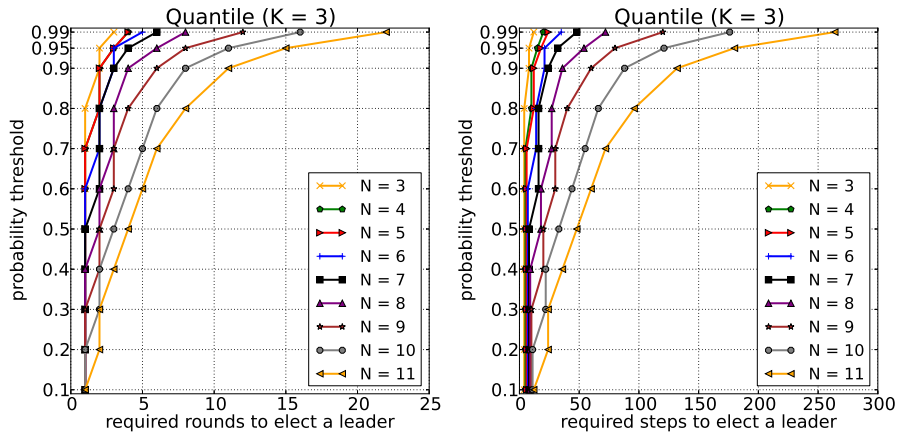 Quantile (K = 3)
probability threshold
0.99
0.95
0.9
0.8
0.7
0.6
0.5
0.4
0.3
0.2
0.1
N = 3
N = 4
N = 5
N = 6
N = 7
N = 8
N = 9
N = 10
N = 11
0 5 10 15 20 25
required rounds to elect a leader
Quantile (K = 3)
probability threshold
0.99
0.95
0.9
0.8
0.7
0.6
0.5
0.4
0.3
0.2
0.1
N = 3
N = 4
N = 5
N = 6
N = 7
N = 8
N = 9
N = 10
N = 11
0 50 100 150 200 250 300
required steps to elect a leader